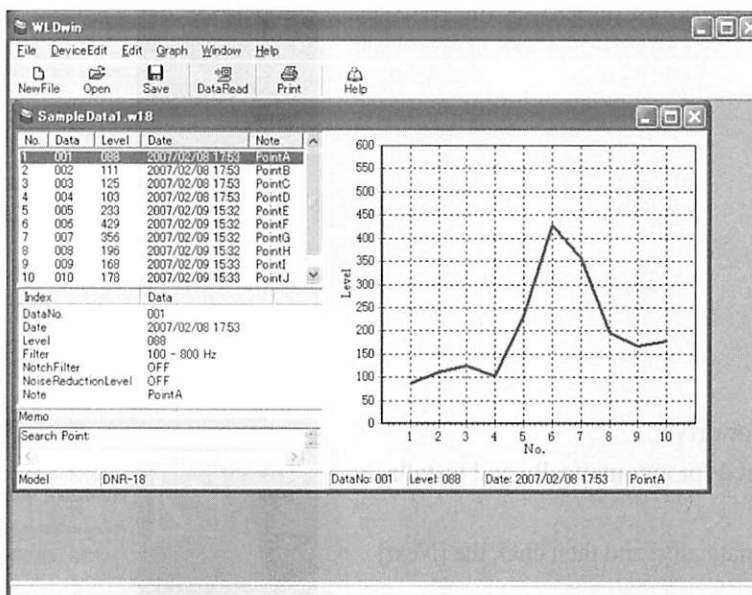 WLDwin
File DeviceEdit Edit Graph Window Help
NewFile Open Save DataRead Print Help
SampleData1.w18
No. Data Level Date Note
1 001 088 2007/02/08 17:53 PointA
2 002 111 2007/02/08 17:53 PointB
3 003 125 2007/02/08 17:53 PointC
4 004 103 2007/02/08 17:53 PointD
5 005 233 2007/02/09 15:32 PointE
6 006 429 2007/02/09 15:32 PointF
7 007 356 2007/02/09 15:32 PointG
8 008 196 2007/02/09 15:32 PointH
9 009 168 2007/02/09 15:33 PointI
10 010 178 2007/02/09 15:33 PointJ
Index Data
DataNo. 001
Date 2007/02/08 17:53
Level 088
Filter 100 - 800 Hz
NotchFilter OFF
NoiseReductionLevel OFF
Note PointA
Memo
Search Point:
600
550
500
450
400
350
300
250
200
150
100
50
0
Level
1 2 3 4 5 6 7 8 9 10
No.
Model DNR-18 DataNo: 001 Level: 088 Date: 2007/02/08 17:53 PointA